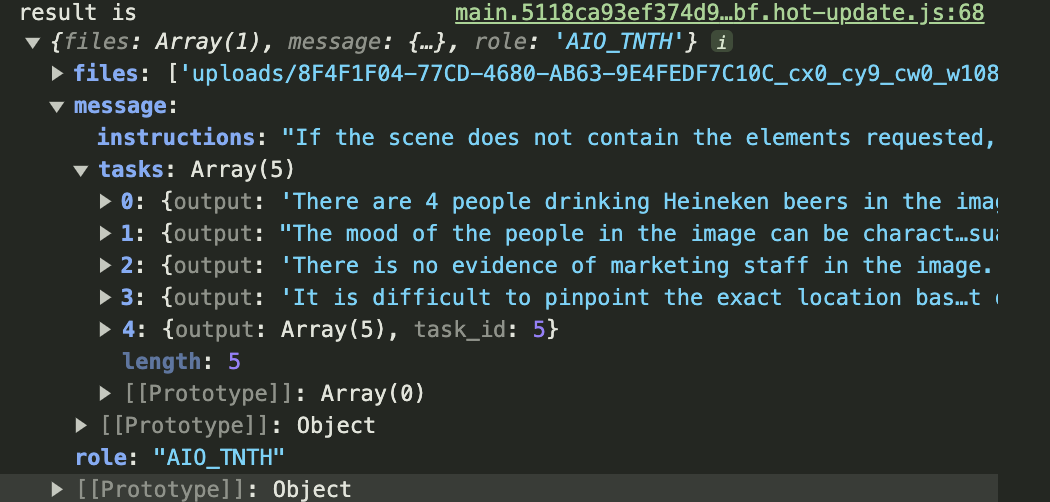 result is main.5118ca93ef374d9…bf.hot-update.js:68
▼ {files: Array(1), message: {…}, role: 'AIO_TNTH'} i
▶ files: ['uploads/8F4F1F04-77CD-4680-AB63-9E4FEDF7C10C_cx0_cy9_cw0_w108
▼ message:
instructions: "If the scene does not contain the elements requested,
▼ tasks: Array(5)
▶ 0: {output: 'There are 4 people drinking Heineken beers in the imag
▶ 1: {output: "The mood of the people in the image can be charact…sua
▶ 2: {output: 'There is no evidence of marketing staff in the image.
▶ 3: {output: 'It is difficult to pinpoint the exact location bas…t
▶ 4: {output: Array(5), task_id: 5}
length: 5
▶ [[Prototype]]: Array(0)
▶ [[Prototype]]: Object
role: "AIO_TNTH"
▶ [[Prototype]]: Object